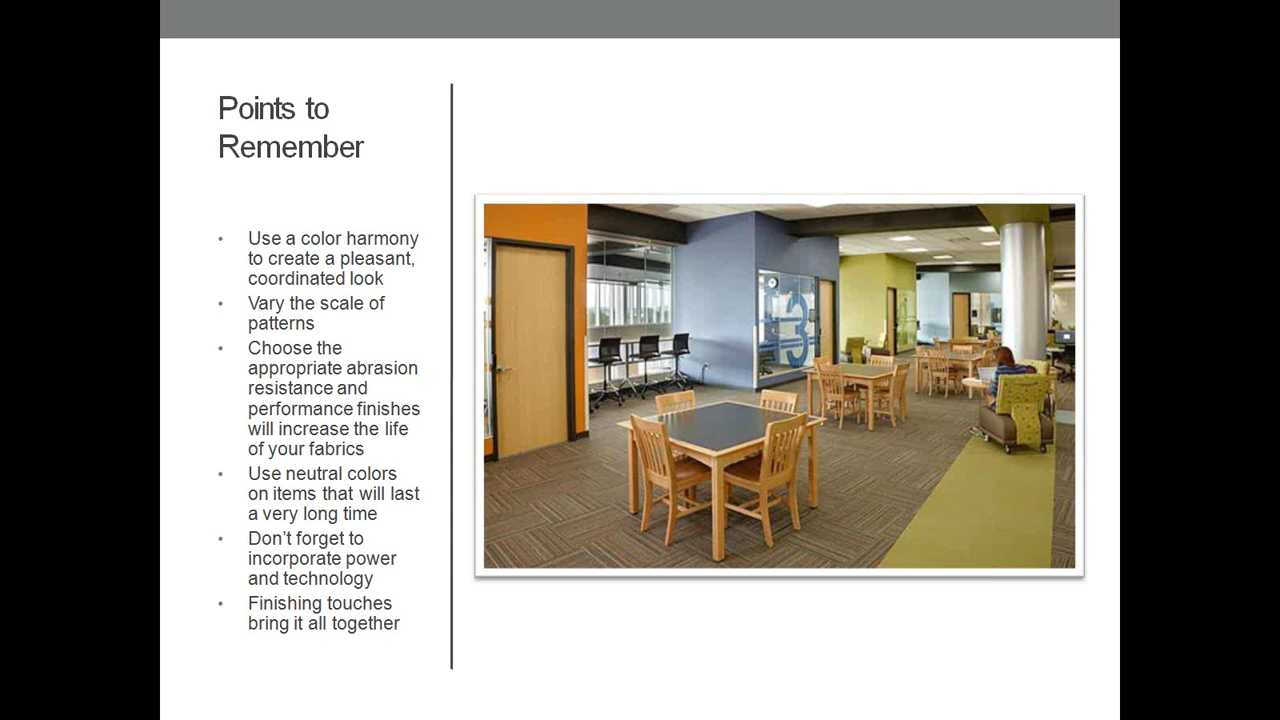 Points to
Remember
• Use a color harmony
to create a pleasant,
coordinated look
• Vary the scale of
patterns
• Choose the
appropriate abrasion
resistance and
performance finishes
will increase the life
of your fabrics
• Use neutral colors
on items that will last
a very long time
• Don’t forget to
incorporate power
and technology
• Finishing touches
bring it all together
3